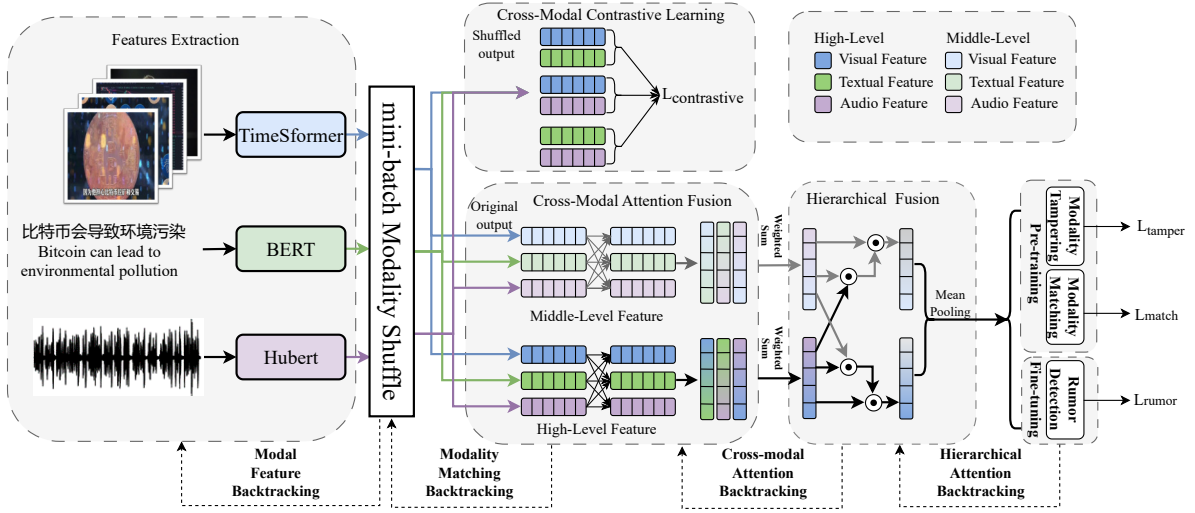 Features Extraction
TimeSformer
比特币会导致环境污染
Bitcoin can lead to
environmental pollution
BERT
Hubert
mini-batch Modality Shuffle
Cross-Modal Contrastive Learning
Shuffled
output
Lcontrastive
High-Level
Visual Feature
Textual Feature
Audio Feature
Middle-Level
Visual Feature
Textual Feature
Audio Feature
Cross-Modal Attention Fusion
Original
output
Middle-Level Feature
High-Level Feature
Weighted
Sum
Weighted
Sum
Hierarchical Fusion
Mean
Pooling
Modality
Tampering
Modality
Matching
Pre-training
Rumor
Detection
Fine-tuning
Ltamper
Lmatch
Lrumor
Modal
Feature
Backtracking
Modality
Matching
Backtracking
Cross-modal
Attention
Backtracking
Hierarchical
Attention
Backtracking